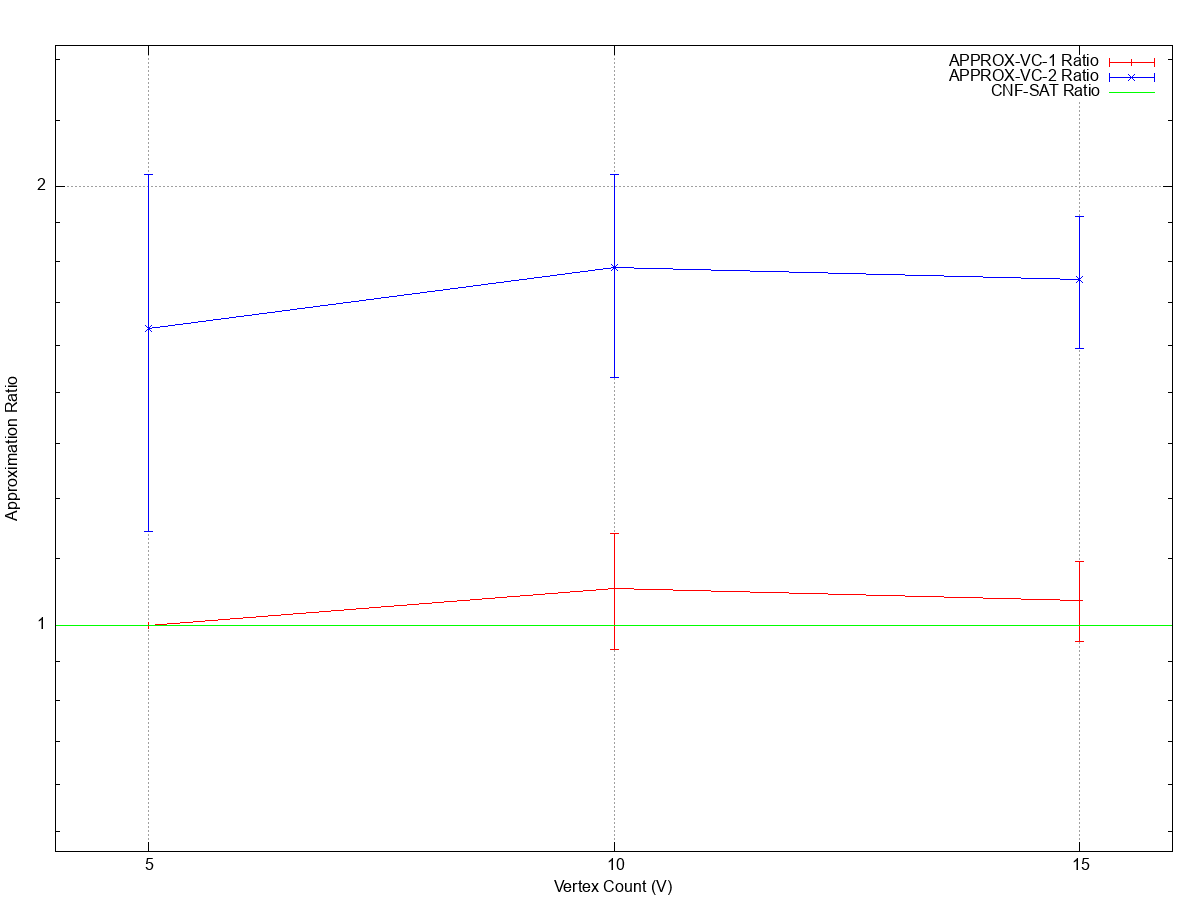 APPROX-VC-1 Ratio
APPROX-VC-2 Ratio
CNF-SAT Ratio
2
1
Approximation Ratio
5
10
15
Vertex Count (V)